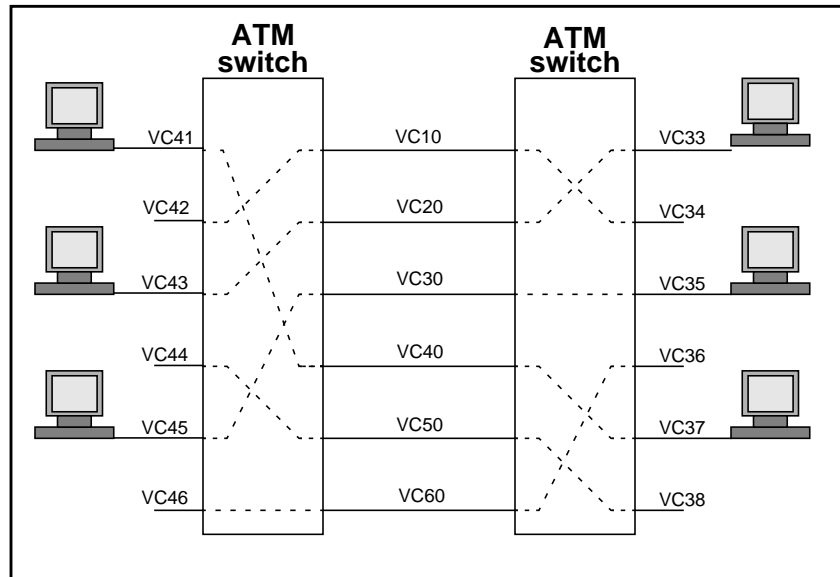 ATM
switch
ATM
switch
VC41
VC10
VC33
VC42
VC20
VC34
VC43
VC30
VC35
VC44
VC40
VC36
VC45
VC50
VC37
VC46
VC60
VC38